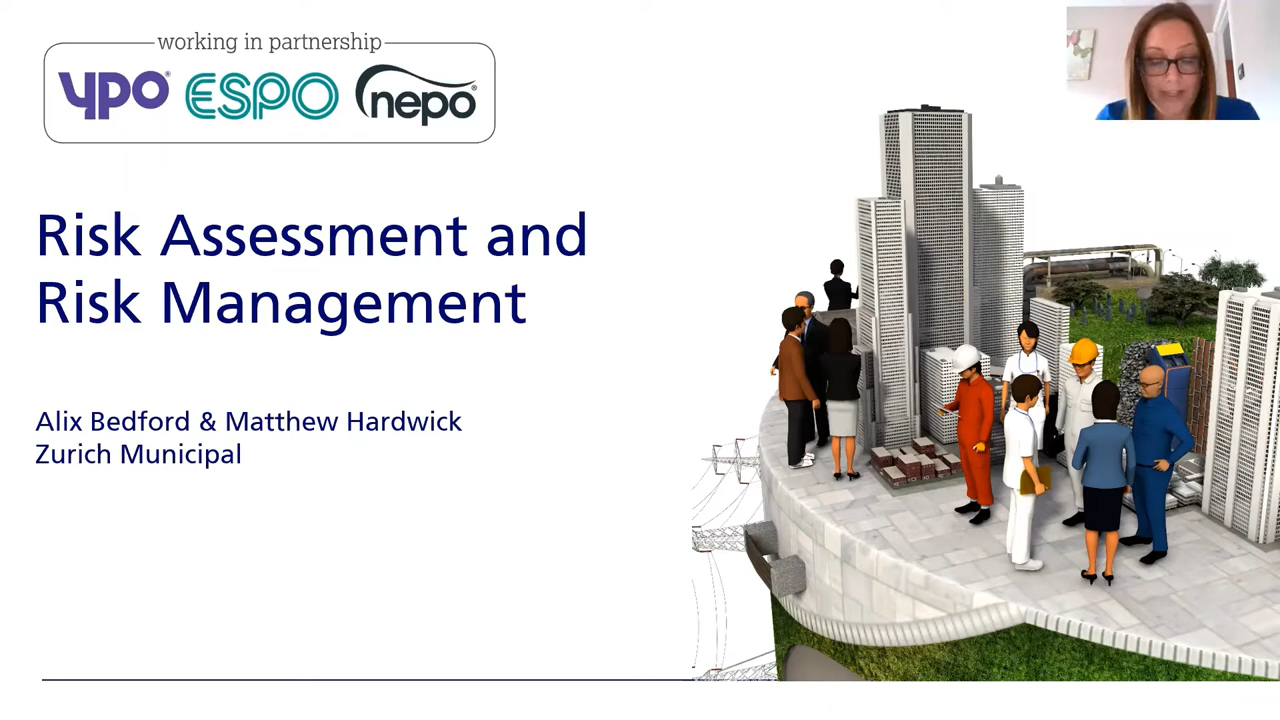 working in partnership
YPO® ESPO nepo®
Risk Assessment and
Risk Management
Alix Bedford & Matthew Hardwick
Zurich Municipal